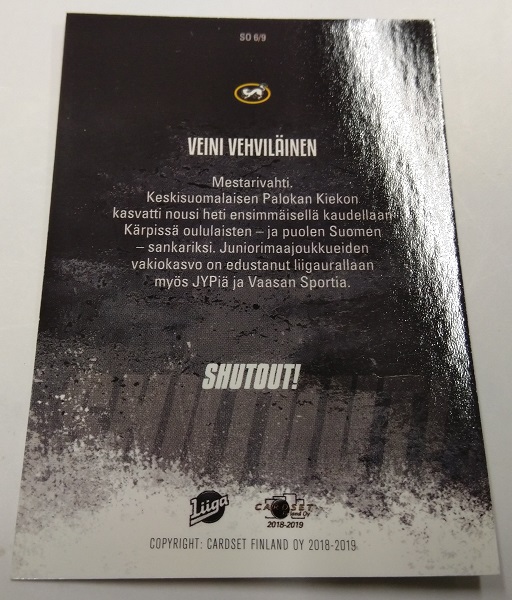 SO 6/9
VEINI VEHVILÄINEN
Mestarivahti.
Keskisuomalaisen Palokan Kiekon
kasvatti nousi heti ensimmäisellä kaudellaan
Kärpissä oululaisten – ja puolen Suomen
– sankariksi. Juniorimaajoukkueiden
vakiokasvo on edustanut liigaurallaan
myös JYPiä ja Vaasan Sportia.
SHUTOUT!
Liiga
CARDSET
2018-2019
COPYRIGHT: CARDSET FINLAND OY 2018-2019